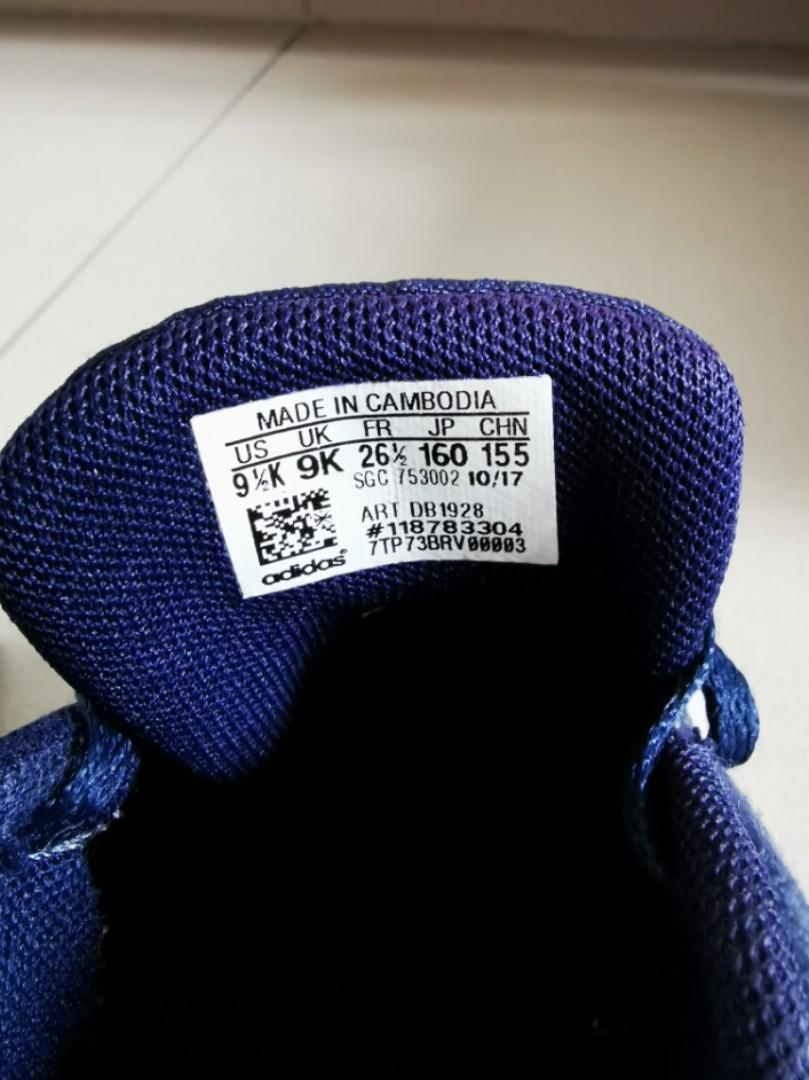 MADE IN CAMBODIA
US UK FR JP CHN
9½K 9K 26½ 160 155
SGC 753002 10/17
ART DB1928
#118783304
7TP73BRV00003
adidas®